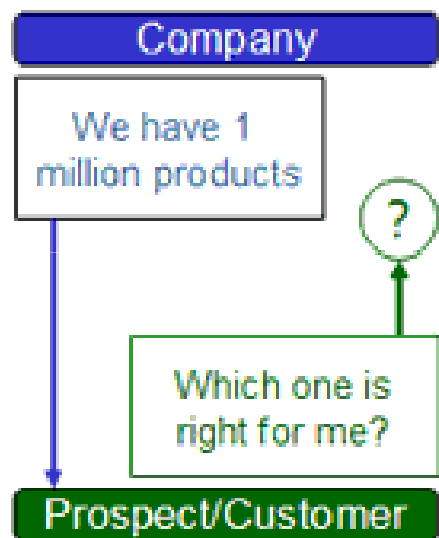 Company
We have 1
million products
?
Which one is
right for me?
Prospect/Customer